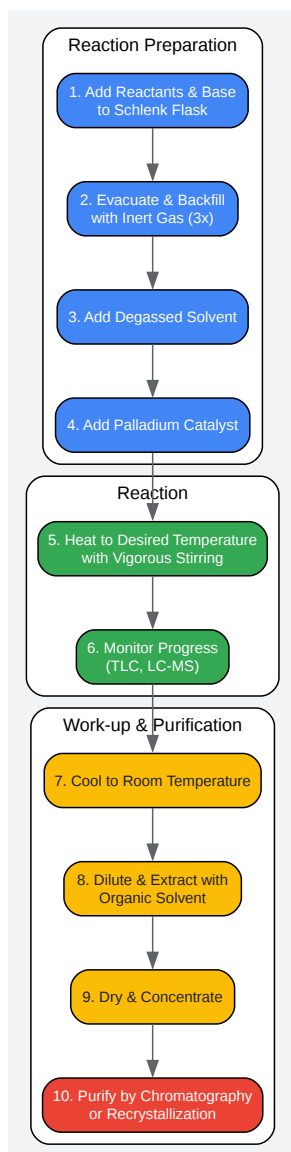 Reaction Preparation
1. Add Reactants & Base
to Schlenk Flask
2. Evacuate & Backfill
with Inert Gas (3x)
3. Add Degassed Solvent
4. Add Palladium Catalyst
Reaction
5. Heat to Desired Temperature
with Vigorous Stirring
6. Monitor Progress
(TLC, LC-MS)
Work-up & Purification
7. Cool to Room Temperature
8. Dilute & Extract with
Organic Solvent
9. Dry & Concentrate
10. Purify by Chromatography
or Recrystallization